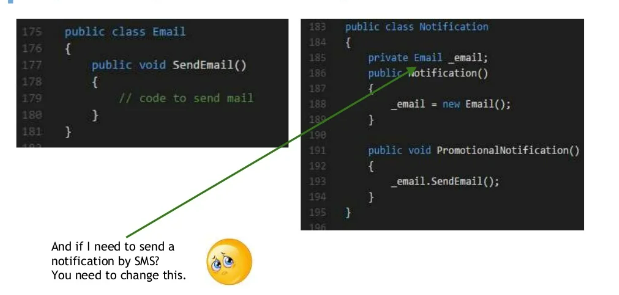 175 public class Email
176 {
177 public void SendEmail()
178 {
179 // code to send mail
180 }
181 }
183 public class Notification
184 {
185 private Email _email;
186 public Notification()
187 {
188 _email = new Email();
189 }
190
191 public void PromotionalNotification()
192 {
193 _email.SendEmail();
194 }
195 }
196
And if I need to send a
notification by SMS?
You need to change this.